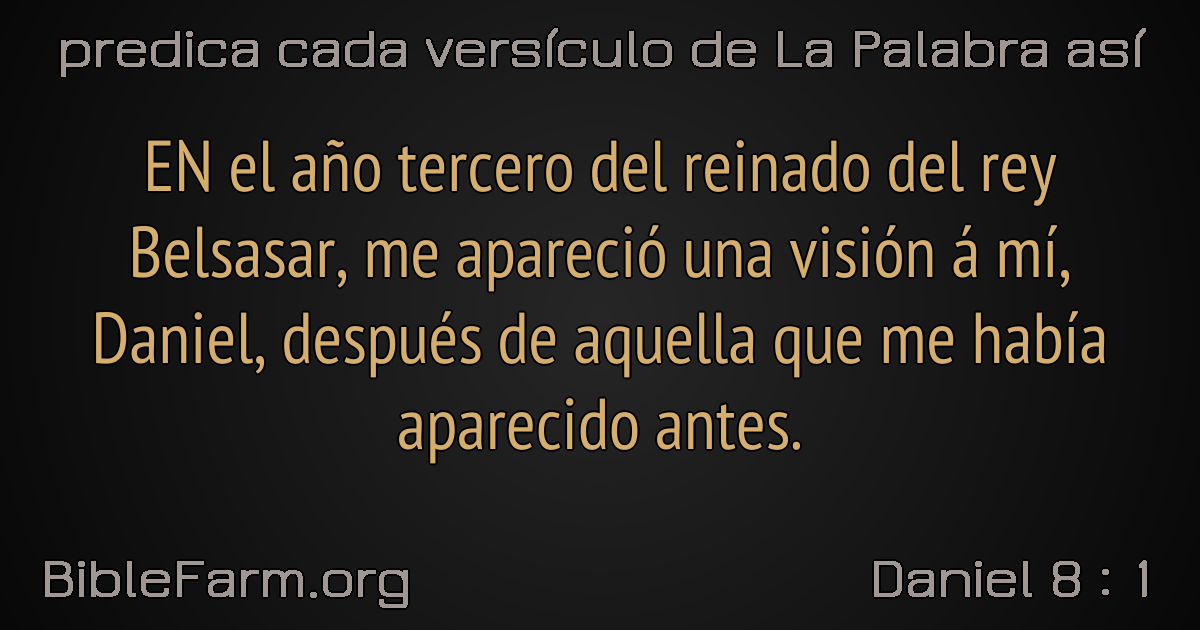 predica cada versículo de La Palabra así
EN el año tercero del reinado del rey
Belsasar, me apareció una visión á mí,
Daniel, después de aquella que me había
aparecido antes.
BibleFarm.org
Daniel 8 : 1